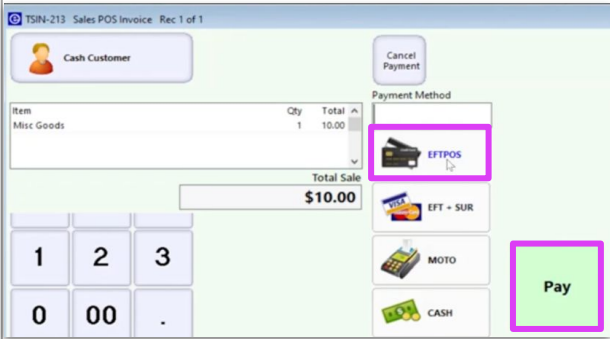 TSIN-213 Sales POS Invoice Rec 1 of 1
Cash Customer
Cancel
Payment
Payment Method
Item Qty Total
Misc Goods 1 10.00
EFTPOS
Total Sale
$10.00
VISA
EFT + SUR
1 2 3
MOTO
Pay
0 00 .
CASH